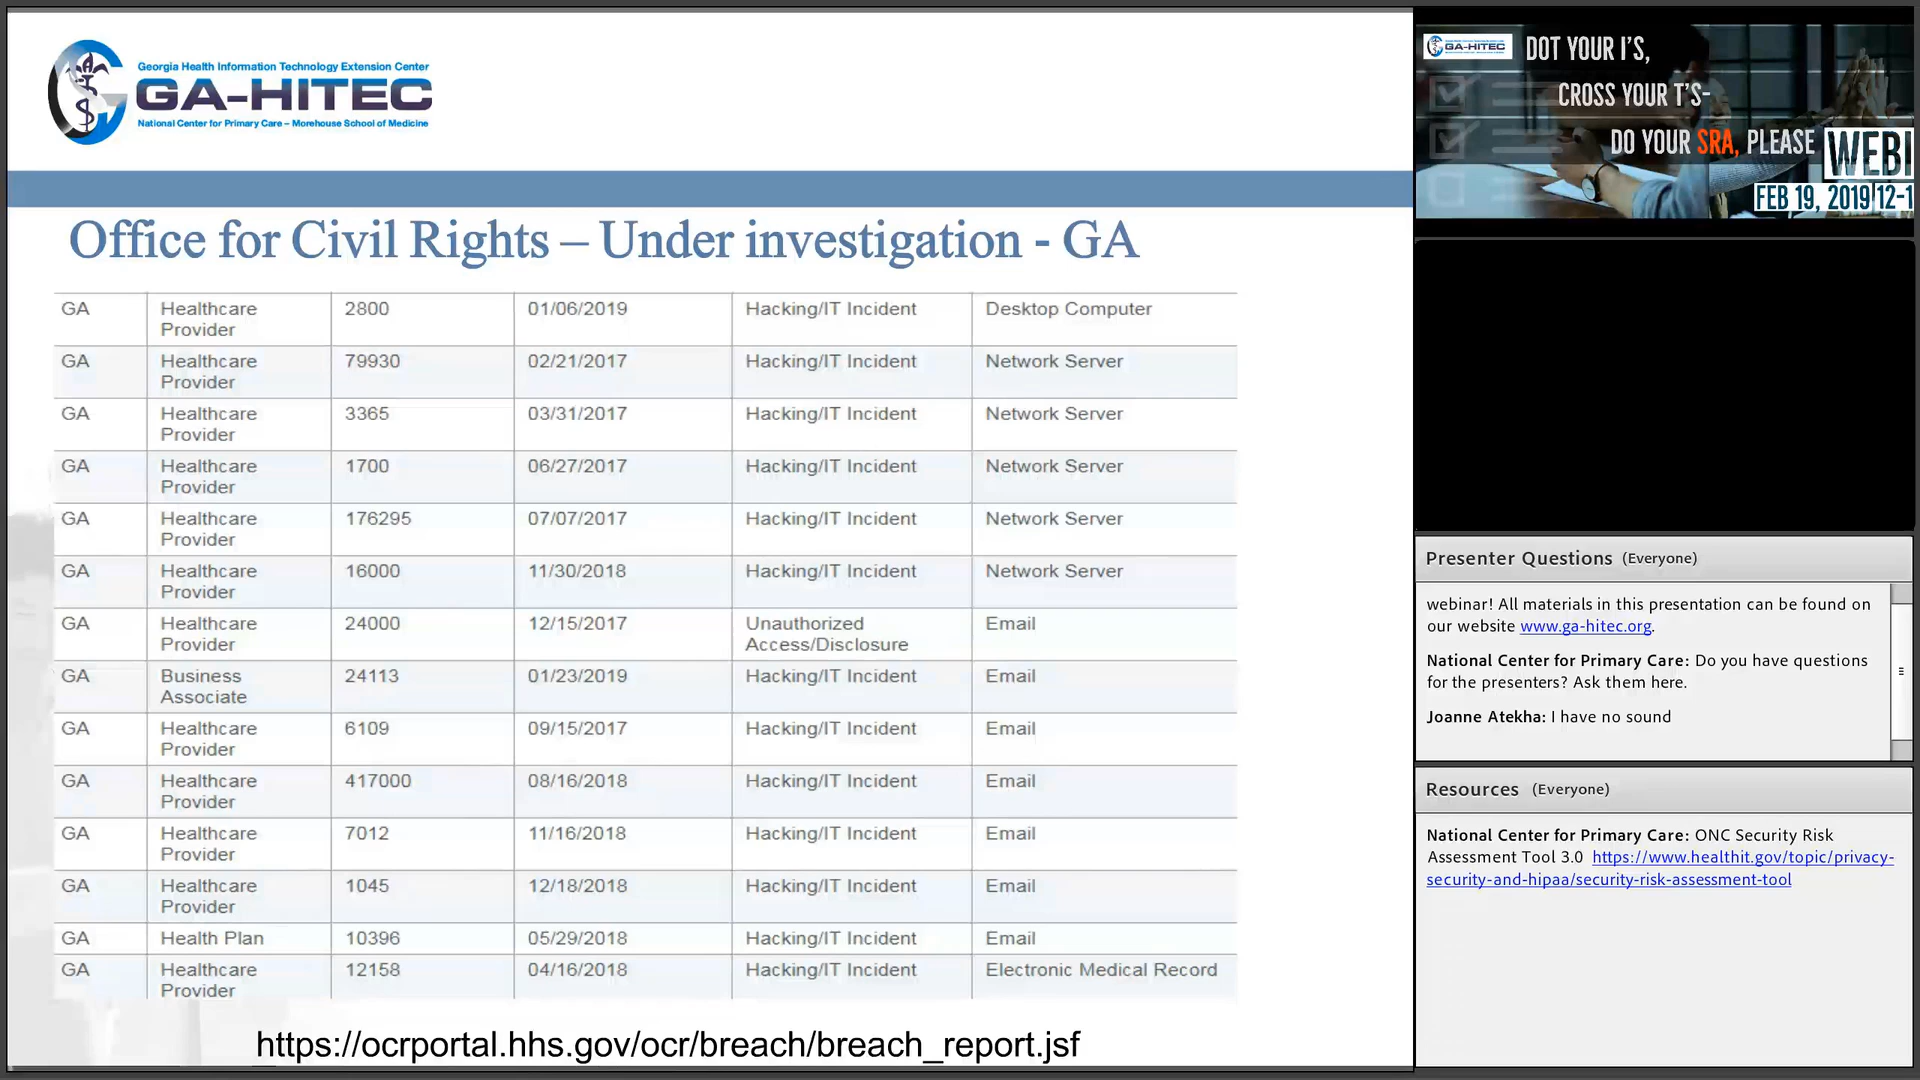 Georgia Health Information Technology Extension Center
GA-HITEC
National Center for Primary Care – Morehouse School of Medicine
Office for Civil Rights – Under investigation - GA
GA Healthcare Provider 2800 01/06/2019 Hacking/IT Incident Desktop Computer
GA Healthcare Provider 79930 02/21/2017 Hacking/IT Incident Network Server
GA Healthcare Provider 3365 03/31/2017 Hacking/IT Incident Network Server
GA Healthcare Provider 1700 06/27/2017 Hacking/IT Incident Network Server
GA Healthcare Provider 176295 07/07/2017 Hacking/IT Incident Network Server
GA Healthcare Provider 16000 11/30/2018 Hacking/IT Incident Network Server
GA Healthcare Provider 24000 12/15/2017 Unauthorized Access/Disclosure Email
GA Business Associate 24113 01/23/2019 Hacking/IT Incident Email
GA Healthcare Provider 6109 09/15/2017 Hacking/IT Incident Email
GA Healthcare Provider 417000 08/16/2018 Hacking/IT Incident Email
GA Healthcare Provider 7012 11/16/2018 Hacking/IT Incident Email
GA Healthcare Provider 1045 12/18/2018 Hacking/IT Incident Email
GA Health Plan 10396 05/29/2018 Hacking/IT Incident Email
GA Healthcare Provider 12158 04/16/2018 Hacking/IT Incident Electronic Medical Record
https://ocrportal.hhs.gov/ocr/breach/breach_report.jsf
GA-HITEC
DOT YOUR I'S,
CROSS YOUR T'S-
DO YOUR SRA, PLEASE
WEBI
FEB 19, 2019 12-1
Presenter Questions (Everyone)
webinar! All materials in this presentation can be found on
our website www.ga-hitec.org.
National Center for Primary Care: Do you have questions
for the presenters? Ask them here.
Joanne Atekha: I have no sound
Resources (Everyone)
National Center for Primary Care: ONC Security Risk
Assessment Tool 3.0 https://www.healthit.gov/topic/privacy-
security-and-hipaa/security-risk-assessment-tool